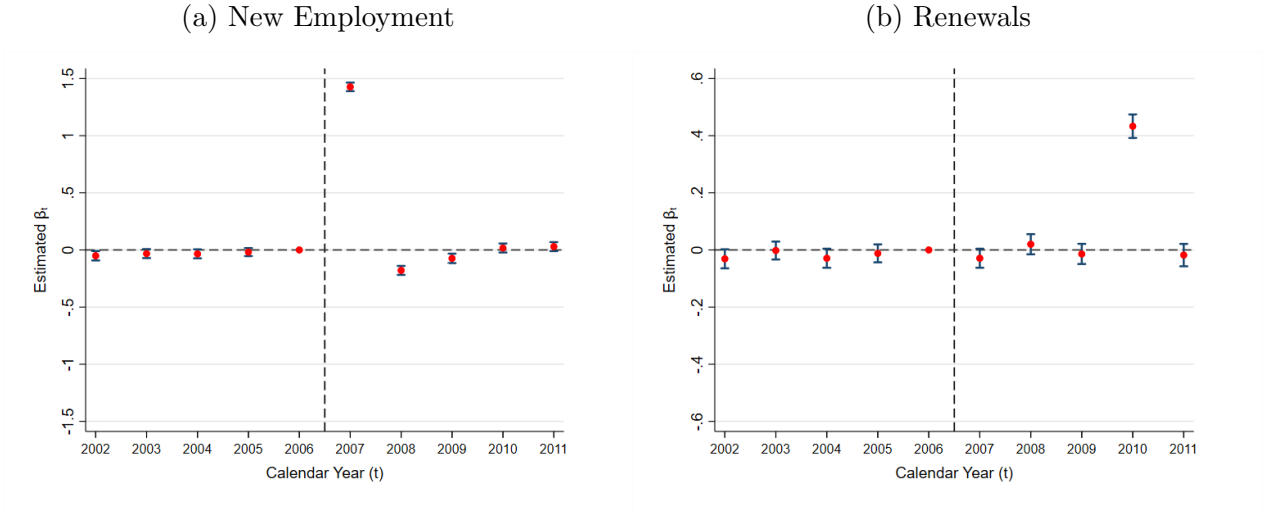 (a) New Employment
1.5
1
.5
0
-.5
-1
-1.5
Estimated βt
2002 2003 2004 2005 2006 2007 2008 2009 2010 2011
Calendar Year (t)
(b) Renewals
.6
.4
.2
0
-.2
-.4
-.6
Estimated βt
2002 2003 2004 2005 2006 2007 2008 2009 2010 2011
Calendar Year (t)